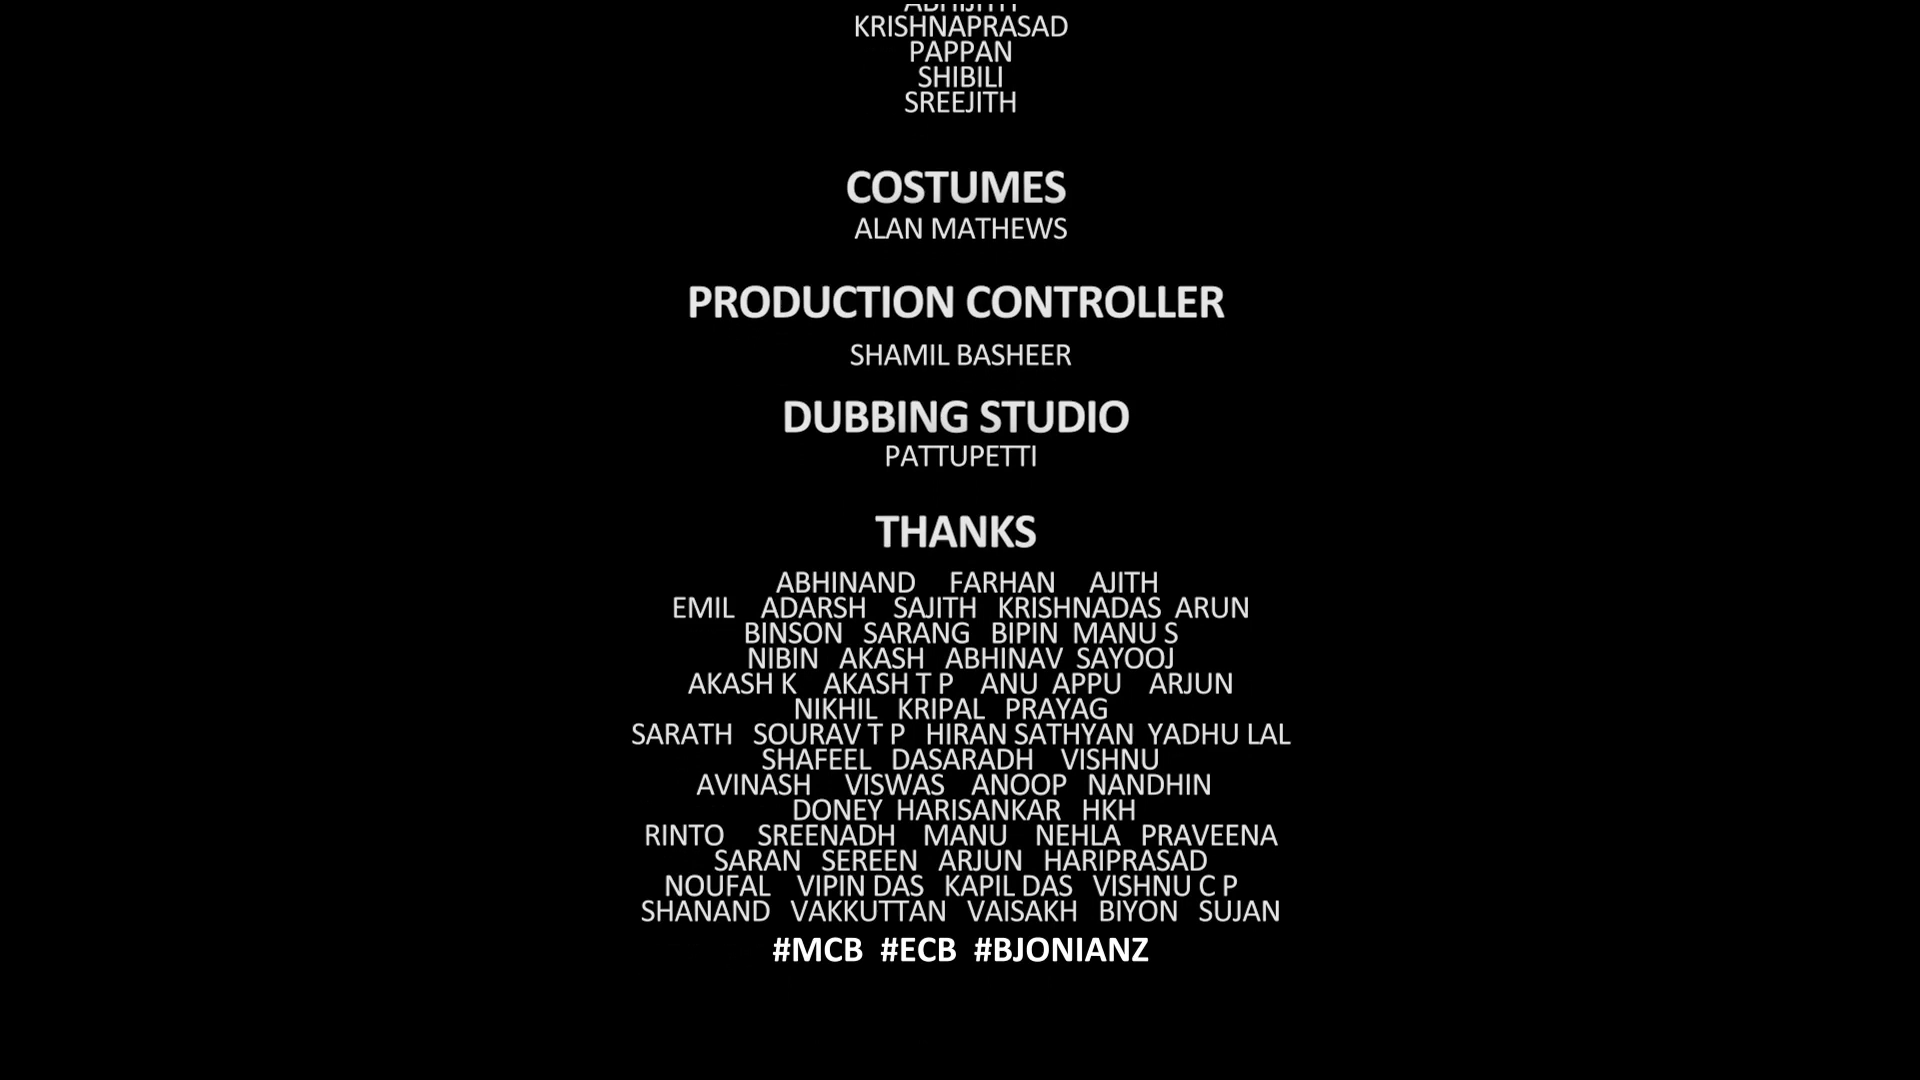 ABHIJITH
KRISHNAPRASAD
PAPPAN
SHIBILI
SREEJITH
COSTUMES
ALAN MATHEWS
PRODUCTION CONTROLLER
SHAMIL BASHEER
DUBBING STUDIO
PATTUPETTI
THANKS
ABHINAND FARHAN AJITH
EMIL ADARSH SAJITH KRISHNADAS ARUN
BINSON SARANG BIPIN MANU S
NIBIN AKASH ABHINAV SAYOOJ
AKASH K AKASH T P ANU APPU ARJUN
NIKHIL KRIPAL PRAYAG
SARATH SOURAV T P HIRAN SATHYAN YADHU LAL
SHAFEEL DASARADH VISHNU
AVINASH VISWAS ANOOP NANDHIN
DONEY HARISANKAR HKH
RINTO SREENADH MANU NEHLA PRAVEENA
SARAN SEREEN ARJUN HARIPRASAD
NOUFAL VIPIN DAS KAPIL DAS VISHNU C P
SHANAND VAKKUTTAN VAISAKH BIYON SUJAN
#MCB #ECB #BJONIANZ